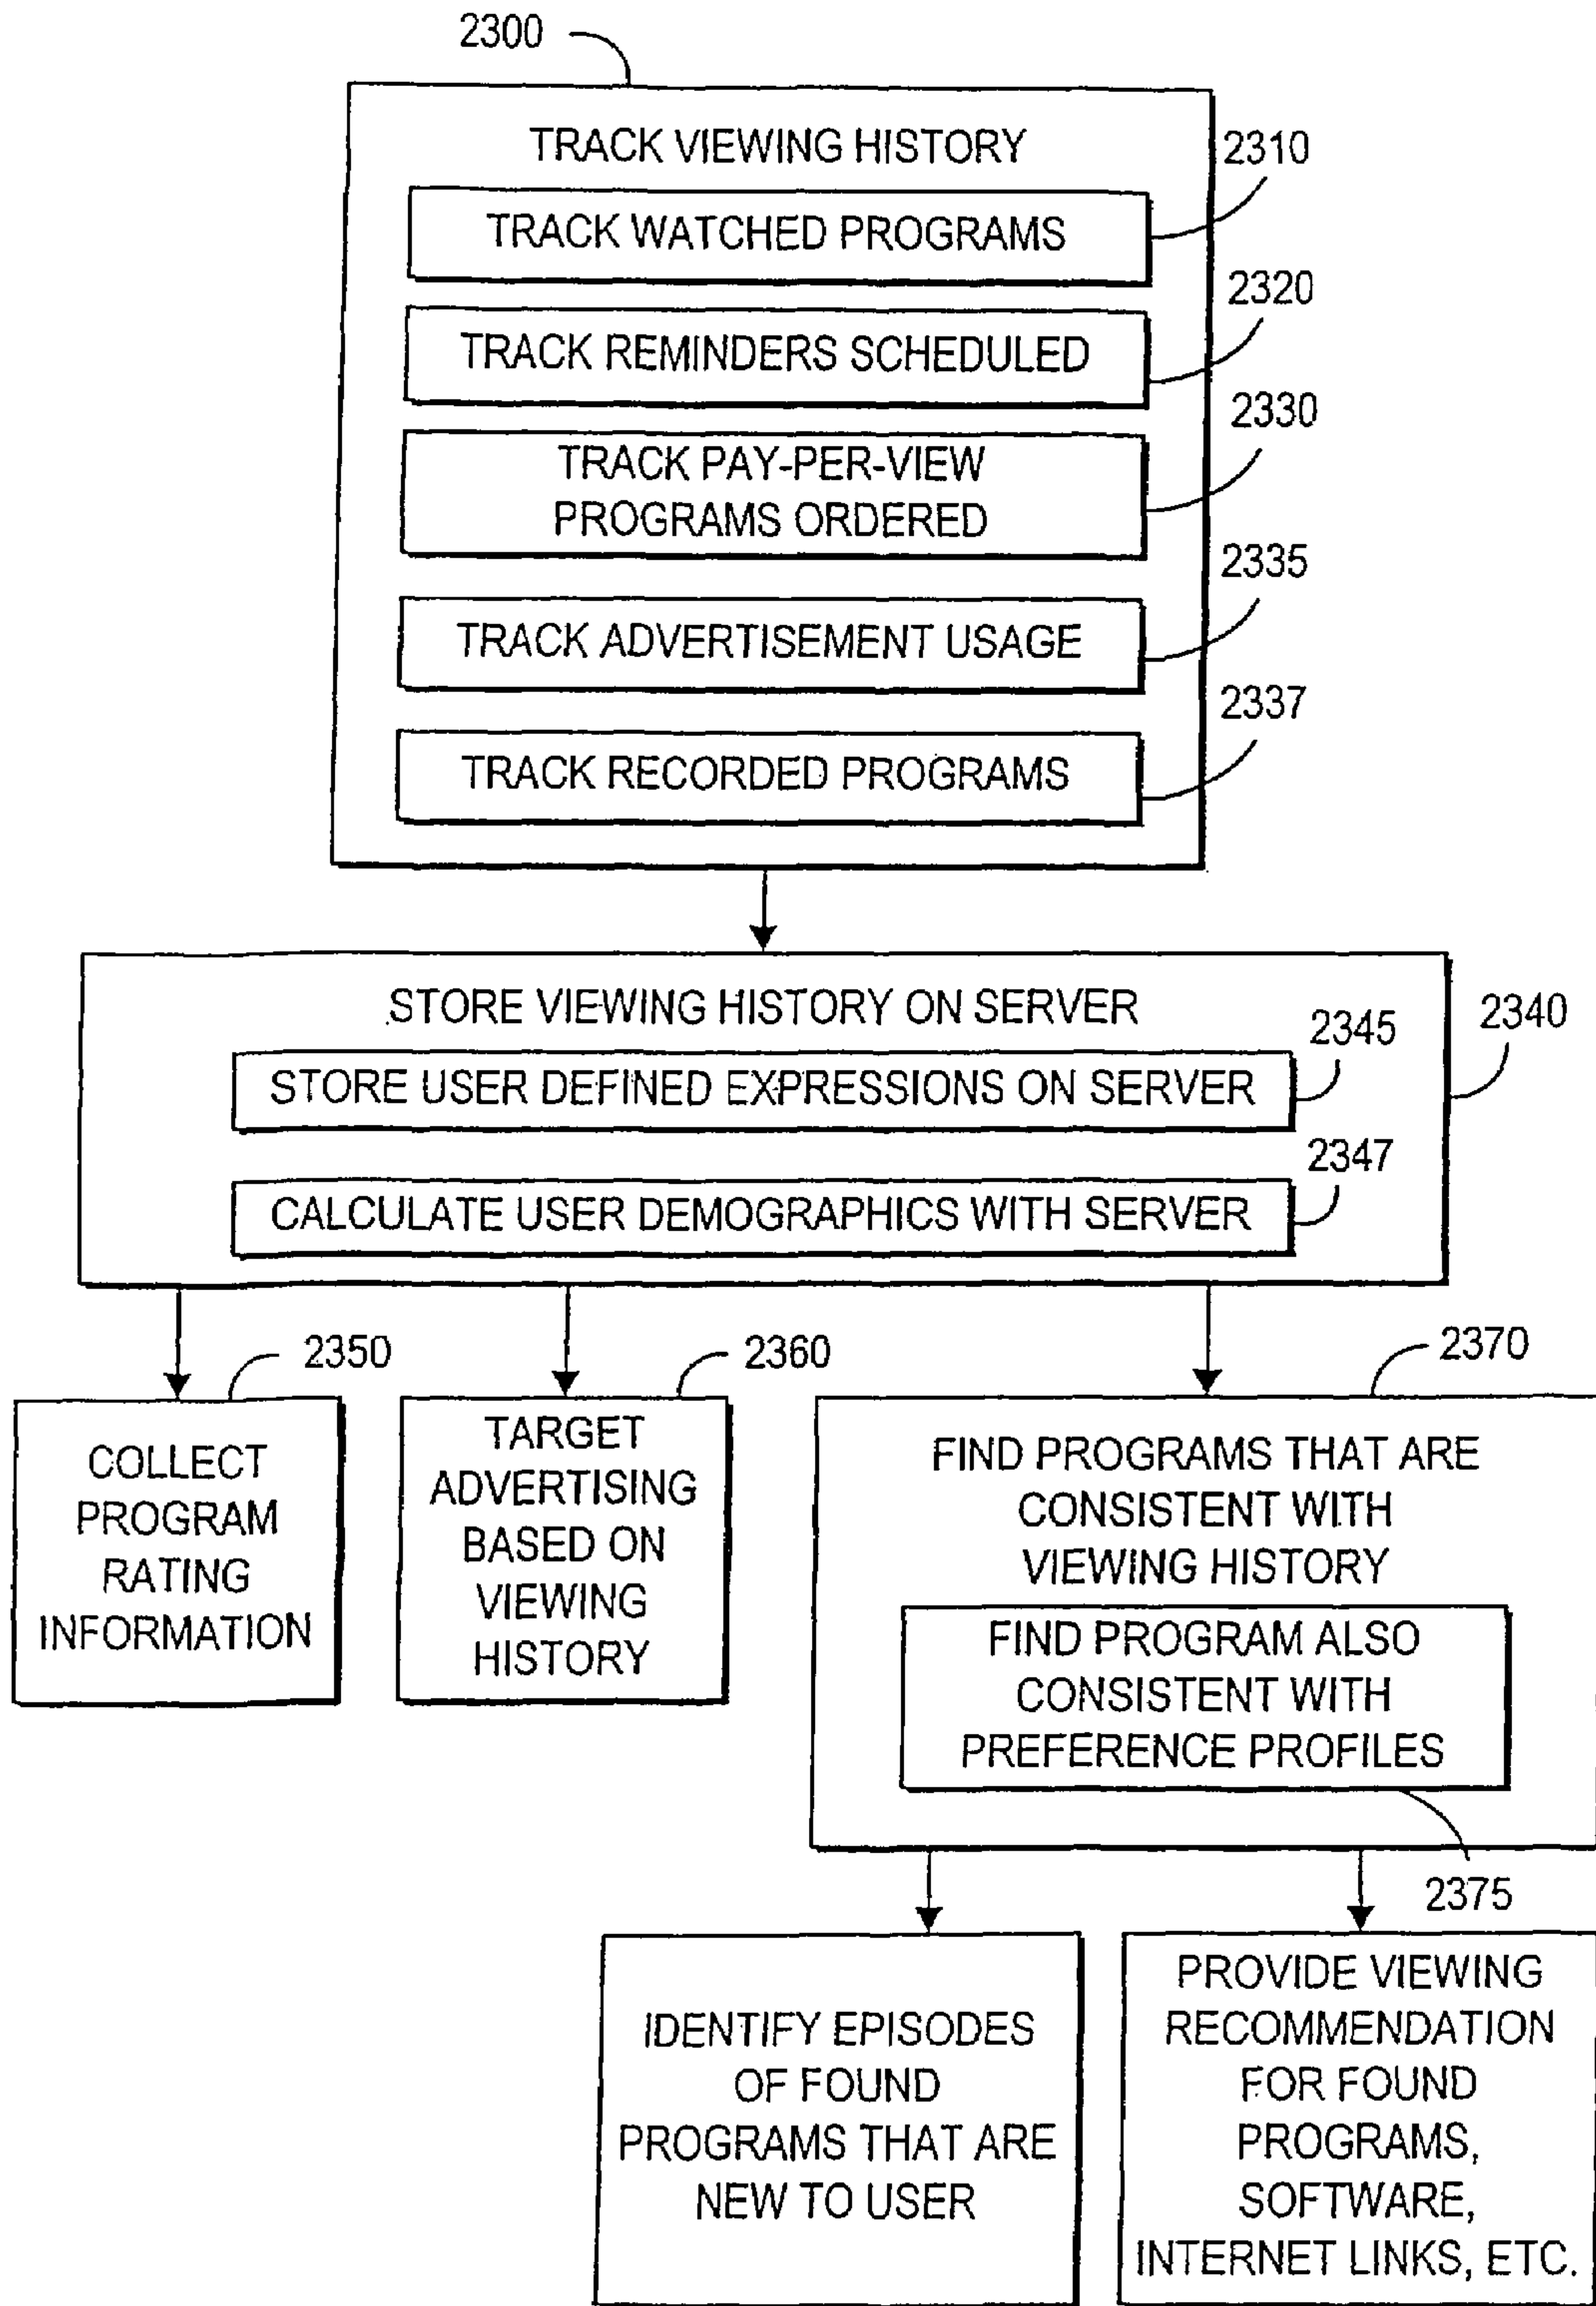 2300
TRACK VIEWING HISTORY
2310
TRACK WATCHED PROGRAMS
2320
TRACK REMINDERS SCHEDULED
2330
TRACK PAY-PER-VIEW
PROGRAMS ORDERED
2335
TRACK ADVERTISEMENT USAGE
2337
TRACK RECORDED PROGRAMS
STORE VIEWING HISTORY ON SERVER
2340
2345
STORE USER DEFINED EXPRESSIONS ON SERVER
2347
CALCULATE USER DEMOGRAPHICS WITH SERVER
2350
COLLECT
PROGRAM
RATING
INFORMATION
2360
TARGET
ADVERTISING
BASED ON
VIEWING
HISTORY
2370
FIND PROGRAMS THAT ARE
CONSISTENT WITH
VIEWING HISTORY
FIND PROGRAM ALSO
CONSISTENT WITH
PREFERENCE PROFILES
2375
IDENTIFY EPISODES
OF FOUND
PROGRAMS THAT ARE
NEW TO USER
PROVIDE VIEWING
RECOMMENDATION
FOR FOUND
PROGRAMS,
SOFTWARE,
INTERNET LINKS, ETC.